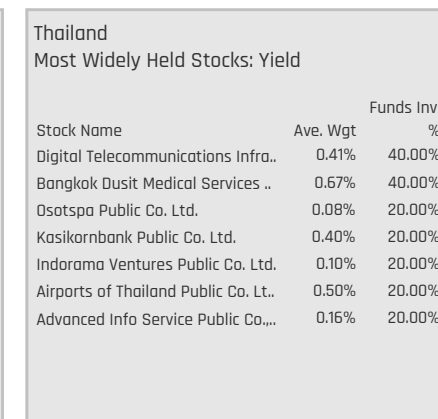 Thailand
Most Widely Held Stocks: Yield
Funds Inv
Stock Name Ave. Wgt %
Digital Telecommunications Infra.. 0.41% 40.00%
Bangkok Dusit Medical Services .. 0.67% 40.00%
Osotspa Public Co. Ltd. 0.08% 20.00%
Kasikornbank Public Co. Ltd. 0.40% 20.00%
Indorama Ventures Public Co. Ltd. 0.10% 20.00%
Airports of Thailand Public Co. Lt.. 0.50% 20.00%
Advanced Info Service Public Co.,.. 0.16% 20.00%